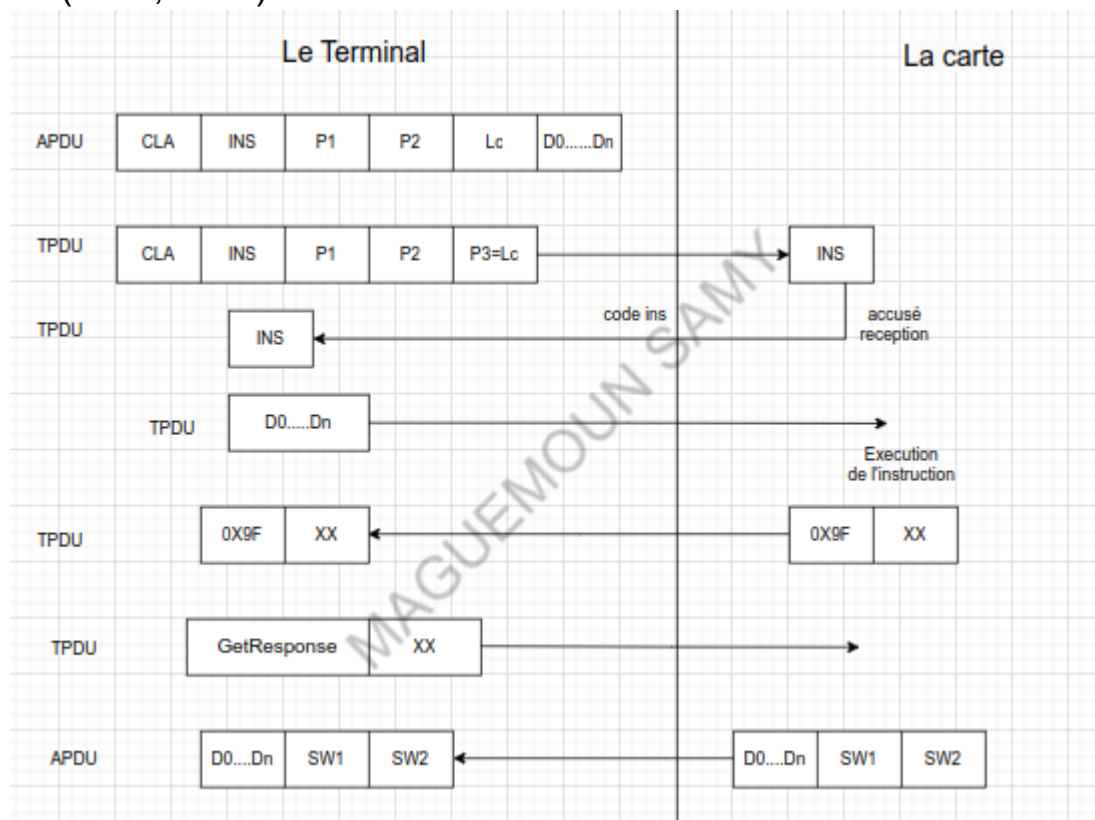 Le Terminal La carte
APDU CLA INS P1 P2 Lc D0......Dn
TPDU CLA INS P1 P2 P3=Lc INS
TPDU INS code ins accusé
reception
TPDU D0.....Dn
Execution
de l'instruction
TPDU 0X9F XX 0X9F XX
TPDU GetResponse XX
APDU D0....Dn SW1 SW2 D0....Dn SW1 SW2
MAGUEMOUN SAMY